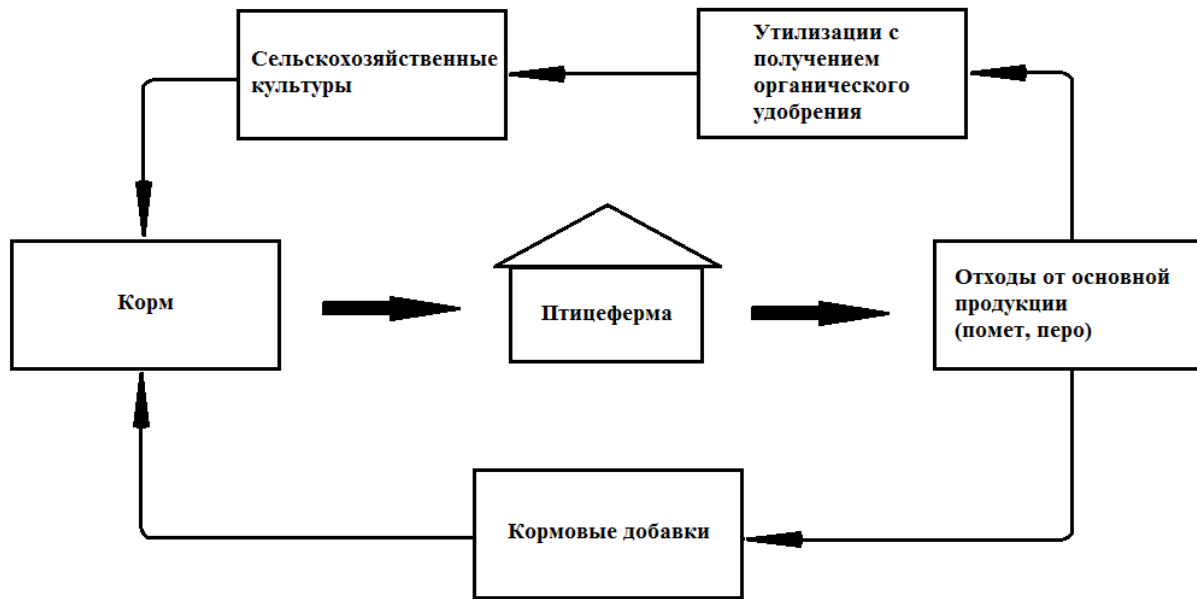 Сельскохозяйственные
культуры
Утилизации с
получением
органического
удобрения
Корм
Птицеферма
Отходы от основной
продукции
(помет, перо)
Кормовые добавки